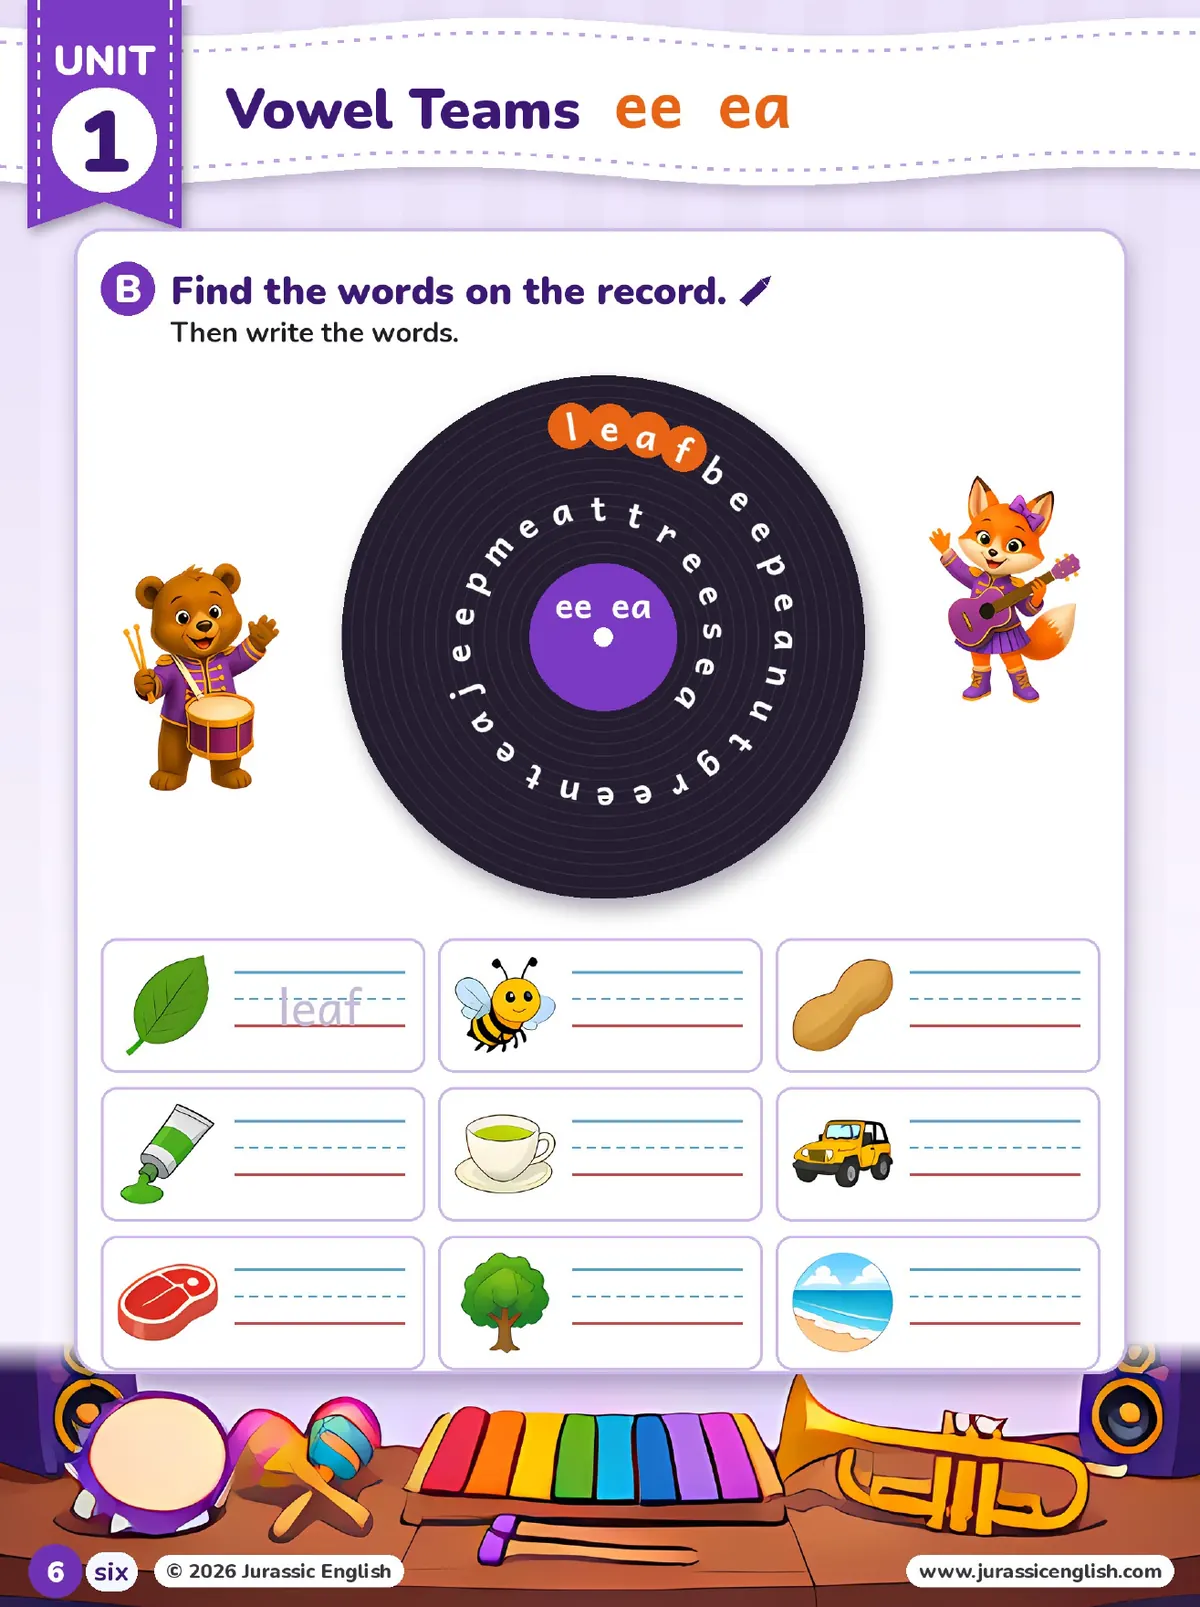 UNIT
1
Vowel Teams ee ea
B Find the words on the record.
Then write the words.
leafbeepeanutgreenteajeepmeattreesea
ee ea
leaf
6 six © 2026 Jurassic English www.jurassicenglish.com